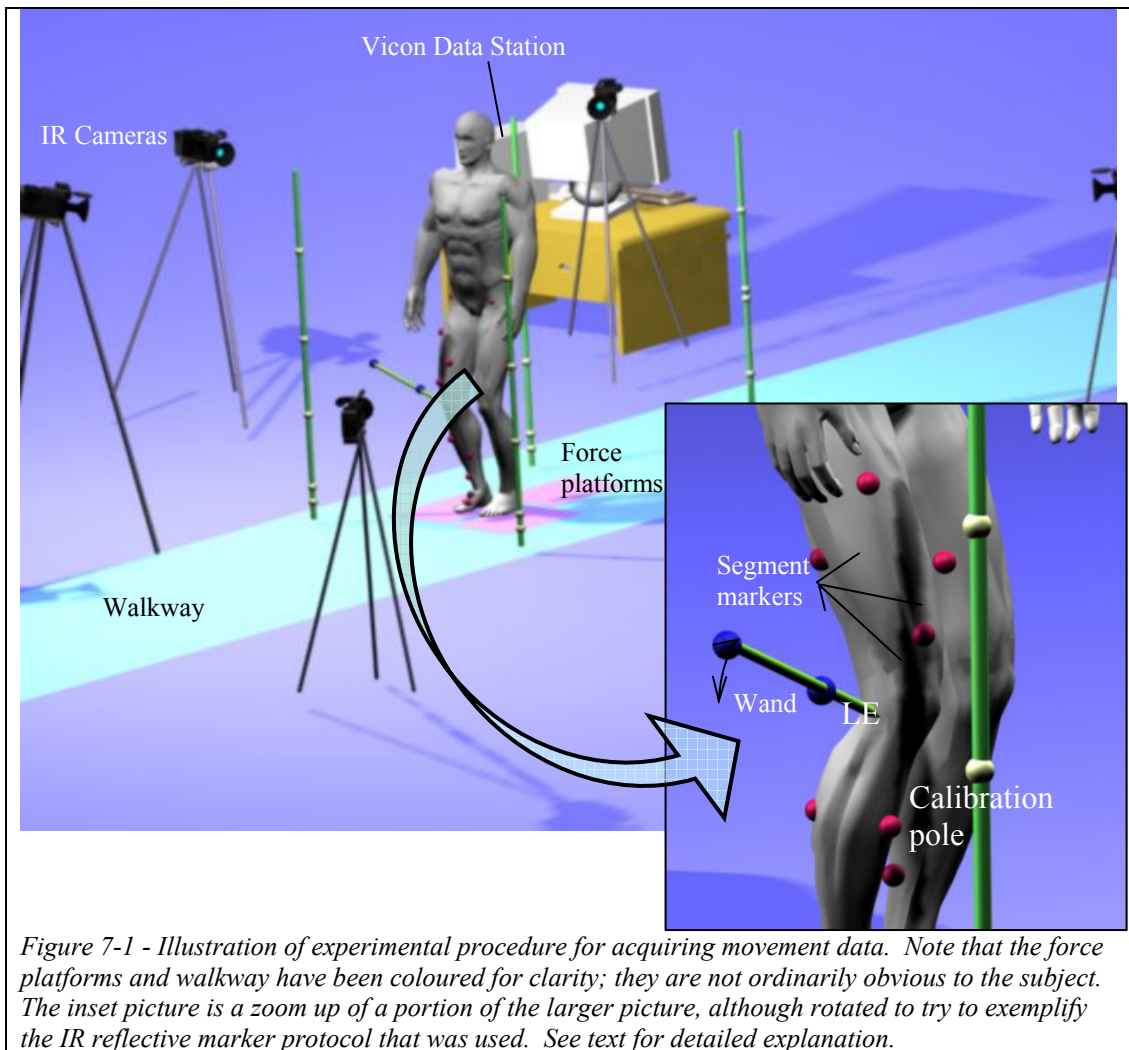 Vicon Data Station
IR Cameras
Force
platforms
Walkway
Segment
markers
Wand
LE
Calibration
pole
Figure 7-1 - Illustration of experimental procedure for acquiring movement data.  Note that the force
platforms and walkway have been coloured for clarity; they are not ordinarily obvious to the subject.
The inset picture is a zoom up of a portion of the larger picture, although rotated to try to exemplify
the IR reflective marker protocol that was used.  See text for detailed explanation.